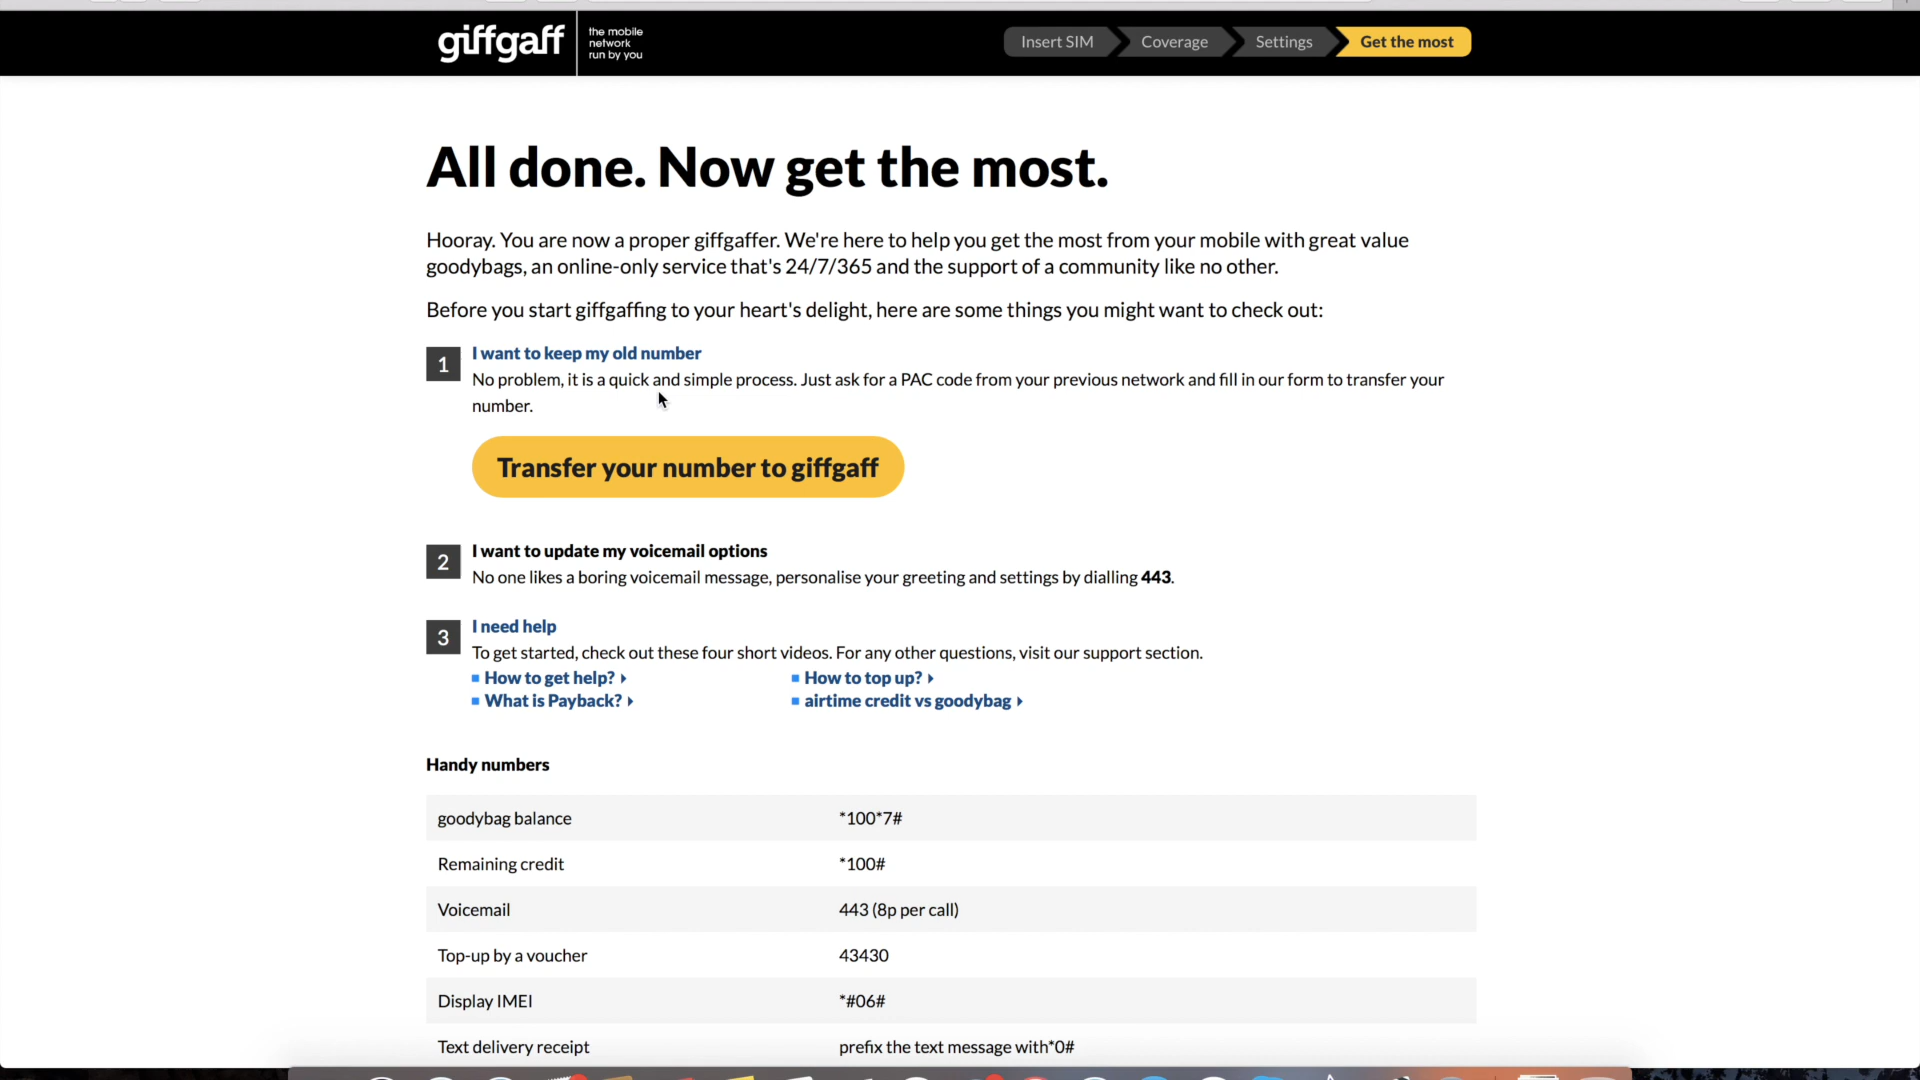 giffgaff
the mobile
network
run by you
Insert SIM
Coverage
Settings
Get the most
All done. Now get the most.
Hooray. You are now a proper giffgaffer. We're here to help you get the most from your mobile with great value
goodybags, an online-only service that's 24/7/365 and the support of a community like no other.
Before you start giffgaffing to your heart's delight, here are some things you might want to check out:
1
I want to keep my old number
No problem, it is a quick and simple process. Just ask for a PAC code from your previous network and fill in our form to transfer your
number.
Transfer your number to giffgaff
2
I want to update my voicemail options
No one likes a boring voicemail message, personalise your greeting and settings by dialling 443.
3
I need help
To get started, check out these four short videos. For any other questions, visit our support section.
How to get help?
How to top up?
What is Payback?
airtime credit vs goodybag
Handy numbers
goodybag balance *100*7#
Remaining credit *100#
Voicemail 443 (8p per call)
Top-up by a voucher 43430
Display IMEI *#06#
Text delivery receipt prefix the text message with*0#